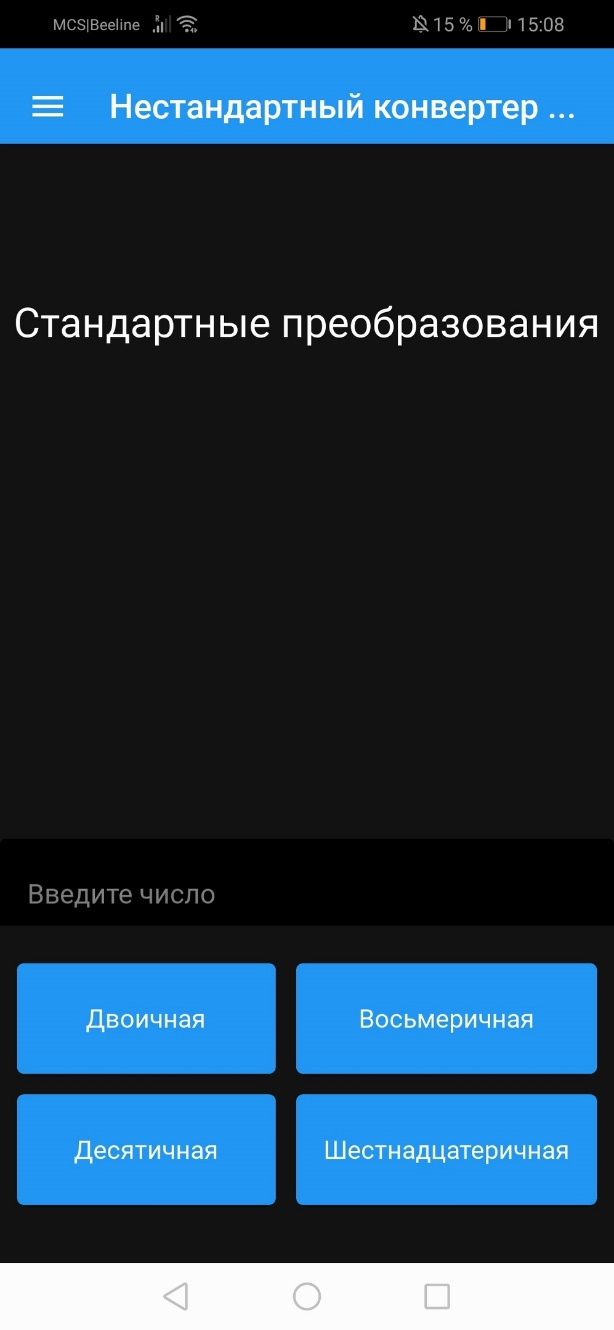 MCS|Beeline R 15 % 15:08
Нестандартный конвертер ...
Стандартные преобразования
Введите число
Двоичная Восьмеричная
Десятичная Шестнадцатеричная